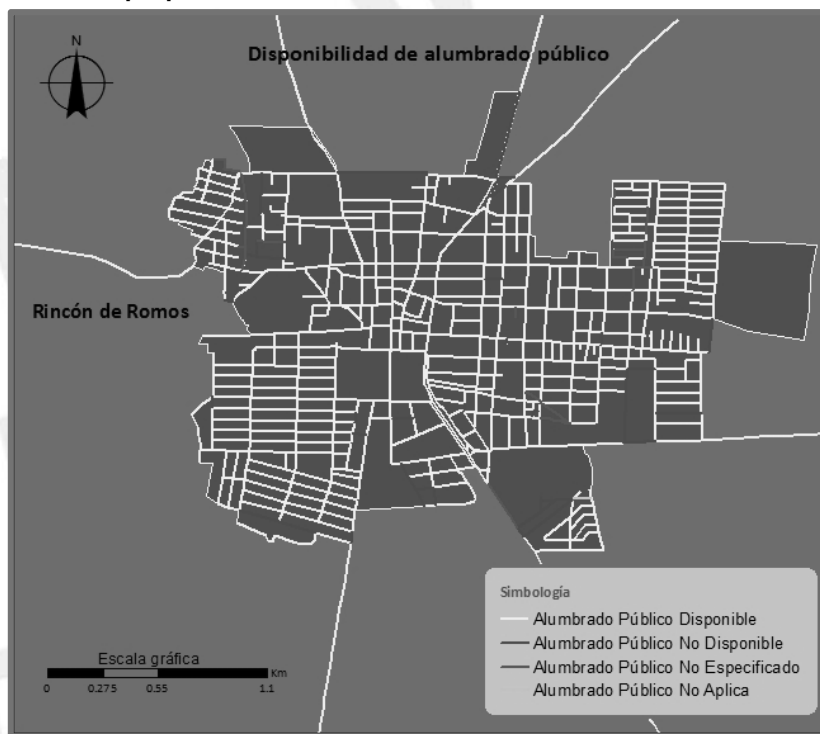 N
Disponibilidad de alumbrado público
Rincón de Romos
Simbología
Alumbrado Público Disponible
Alumbrado Público No Disponible
Alumbrado Público No Especificado
Alumbrado Público No Aplica
Escala gráfica
Km
0 0.275 0.55 1.1